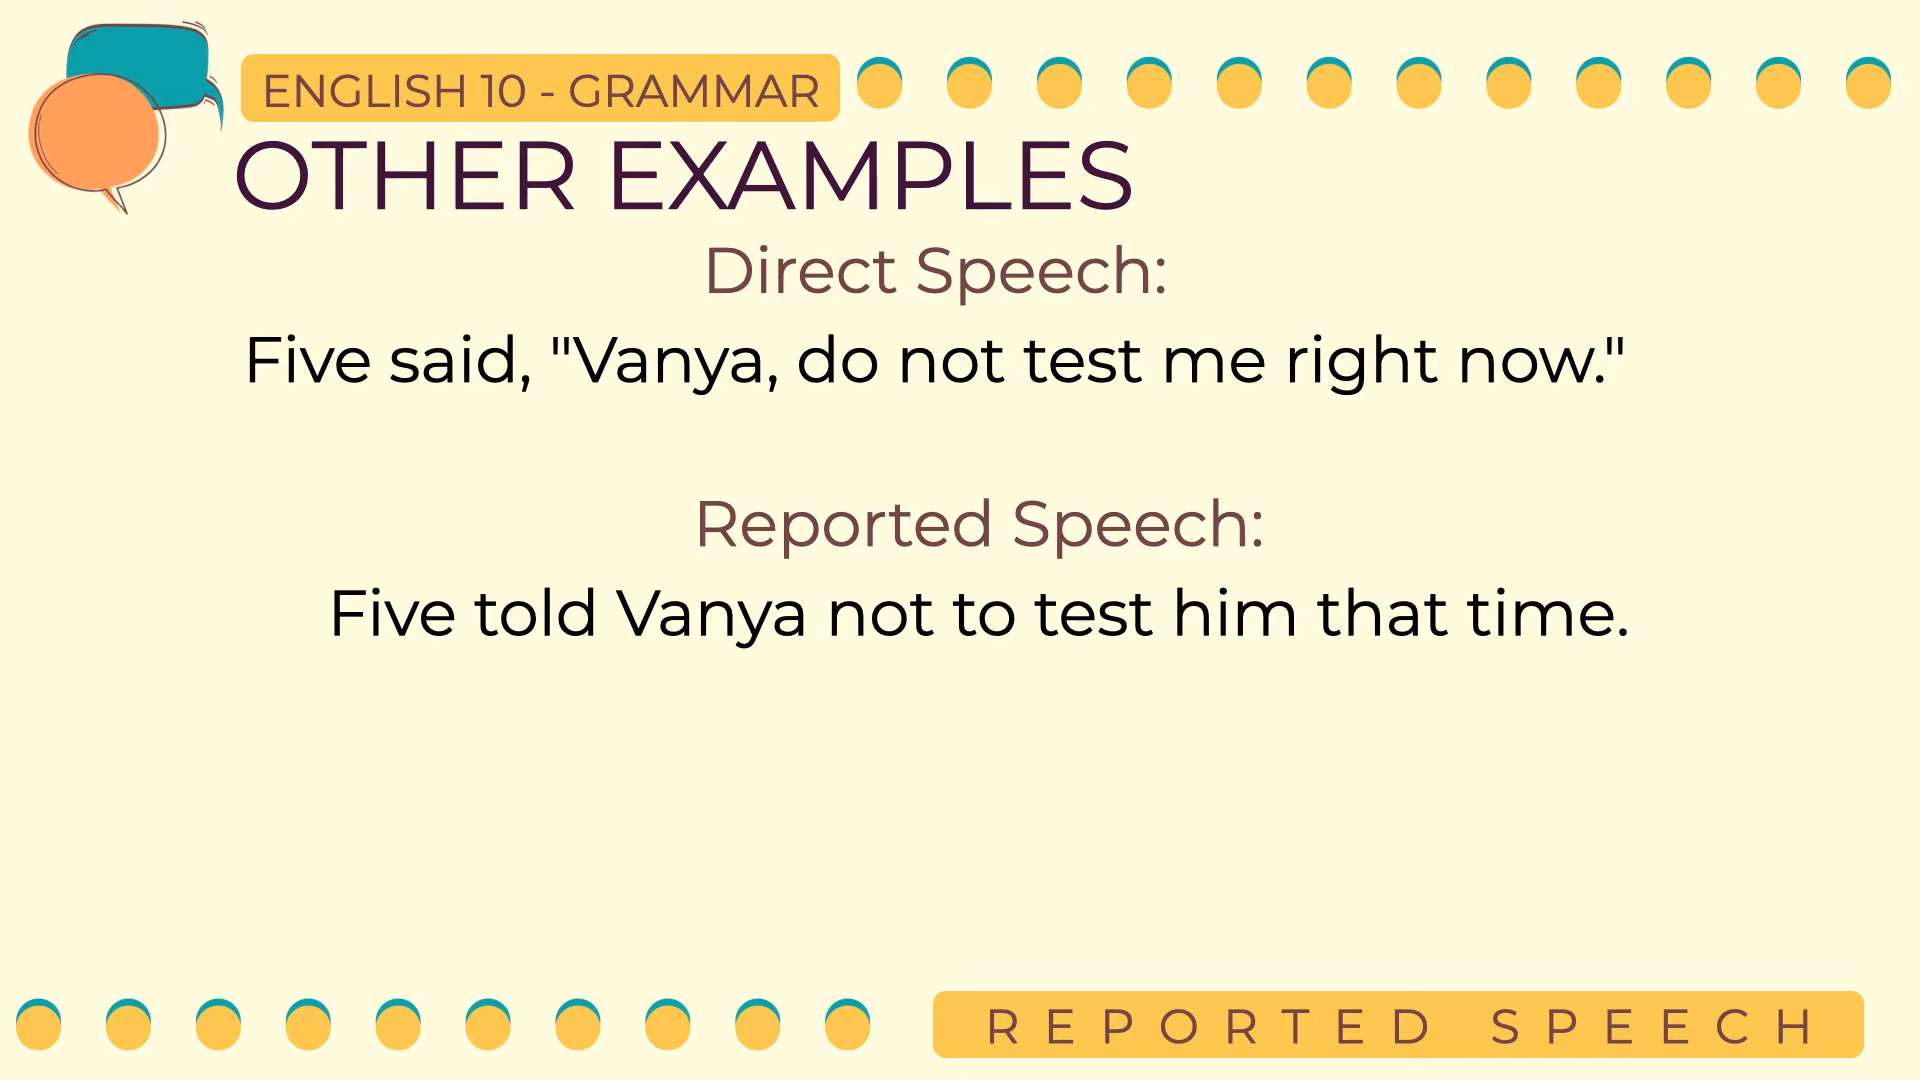 ENGLISH 10 - GRAMMAR
OTHER EXAMPLES
Direct Speech:
Five said, "Vanya, do not test me right now."
Reported Speech:
Five told Vanya not to test him that time.
REPORTED SPEECH